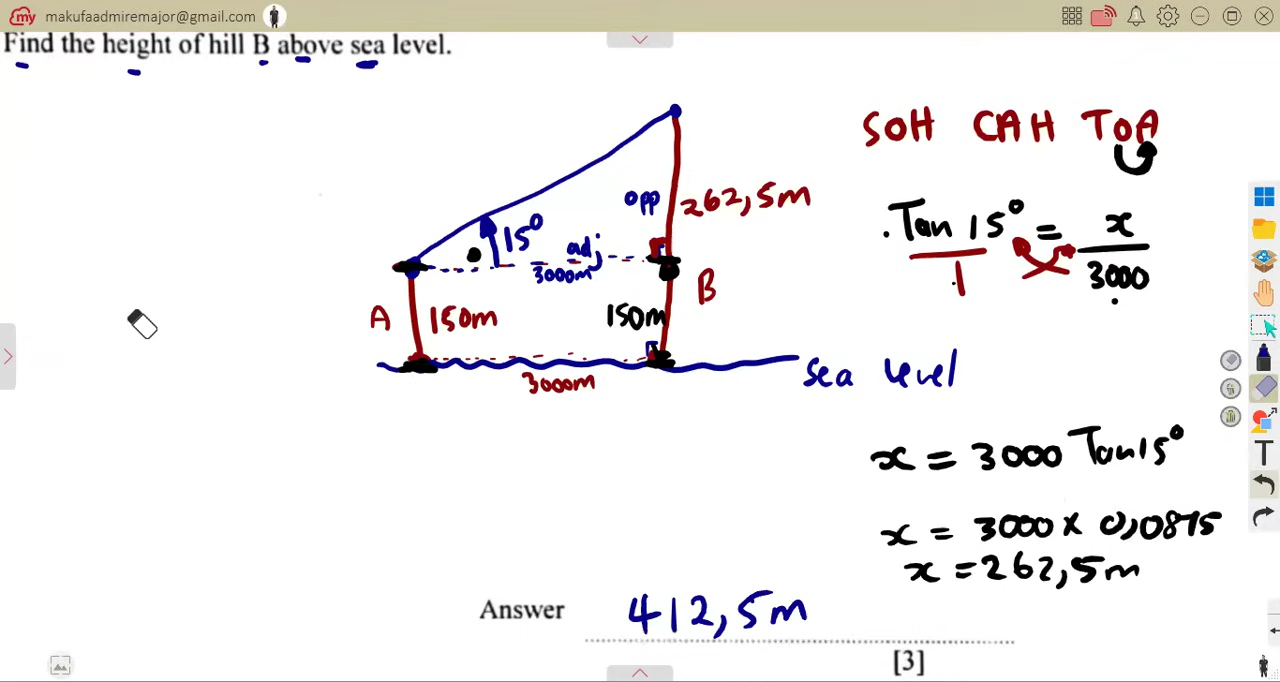 my makufaadmiremajor@gmail.com
Find the height of hill B above sea level.
SOH CAH TOA
opp 262,5m
Tan 15° = x
1 3000
15° adj
3000m
B
A 150m 150m
3000m
sea level
x = 3000 Tan15°
x = 3000 x 0,0875
x = 262,5m
Answer 412,5m
[3]
T